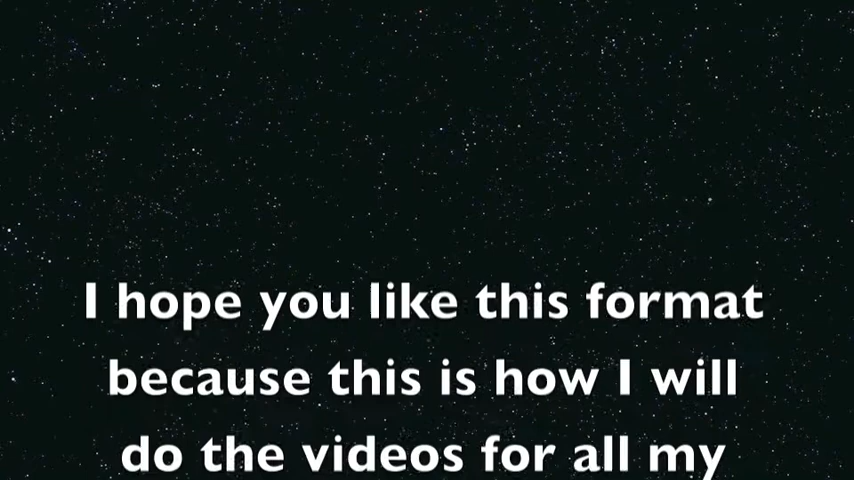 I hope you like this format
because this is how I will
do the videos for all my